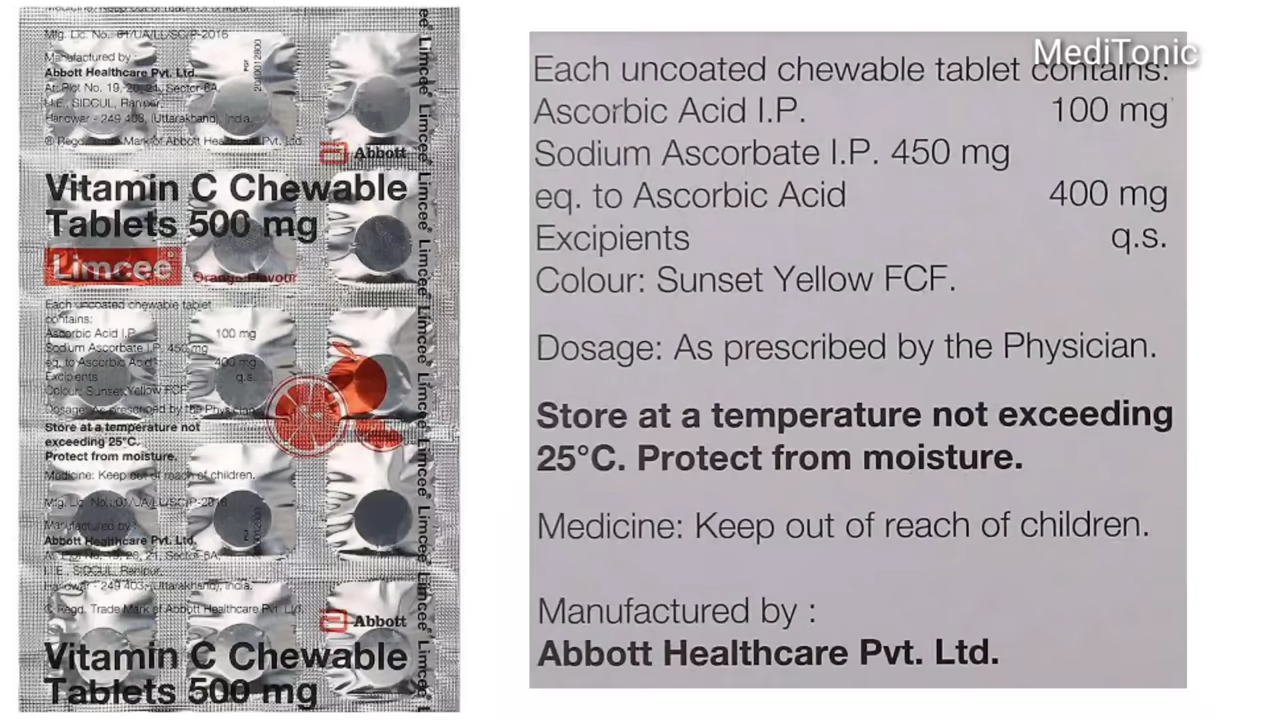 Mfg. Lic. No.: 01/UA/LL/SC/P-2016
Manufactured by :
Abbott Healthcare Pvt. Ltd.
At: Plot No. 19, 20, 21, Sector-6A,
I.I.E., SIDCUL, Ranipur,
Haridwar - 249 403, (Uttarakhand), India.
® Regd. Trade Mark of Abbott Healthcare Pvt. Ltd.
Abbott
Vitamin C Chewable
Tablets 500 mg
Limcee®
Orange Flavour
Each uncoated chewable tablet
contains:
Ascorbic Acid I.P. 100 mg
Sodium Ascorbate I.P. 450 mg
eq. to Ascorbic Acid 400 mg
Excipients q.s.
Colour: Sunset Yellow FCF.
Dosage: As prescribed by the Physician.
Store at a temperature not
exceeding 25°C.
Protect from moisture.
Medicine: Keep out of reach of children.
Mfg. Lic. No.: 01/UA/LL/SC/P-2016
Manufactured by :
Abbott Healthcare Pvt. Ltd.
At: Plot No. 19, 20, 21, Sector-6A,
I.I.E., SIDCUL, Ranipur,
Haridwar - 249 403, (Uttarakhand), India.
® Regd. Trade Mark of Abbott Healthcare Pvt. Ltd.
Abbott
Vitamin C Chewable
Tablets 500 mg
Limcee® Limcee® Limcee® Limcee® Limcee® Limcee® Limcee® Limcee® Limcee®
MediTonic
Each uncoated chewable tablet contains:
Ascorbic Acid I.P. 100 mg
Sodium Ascorbate I.P. 450 mg
eq. to Ascorbic Acid 400 mg
Excipients q.s.
Colour: Sunset Yellow FCF.
Dosage: As prescribed by the Physician.
Store at a temperature not exceeding
25°C. Protect from moisture.
Medicine: Keep out of reach of children.
Manufactured by :
Abbott Healthcare Pvt. Ltd.